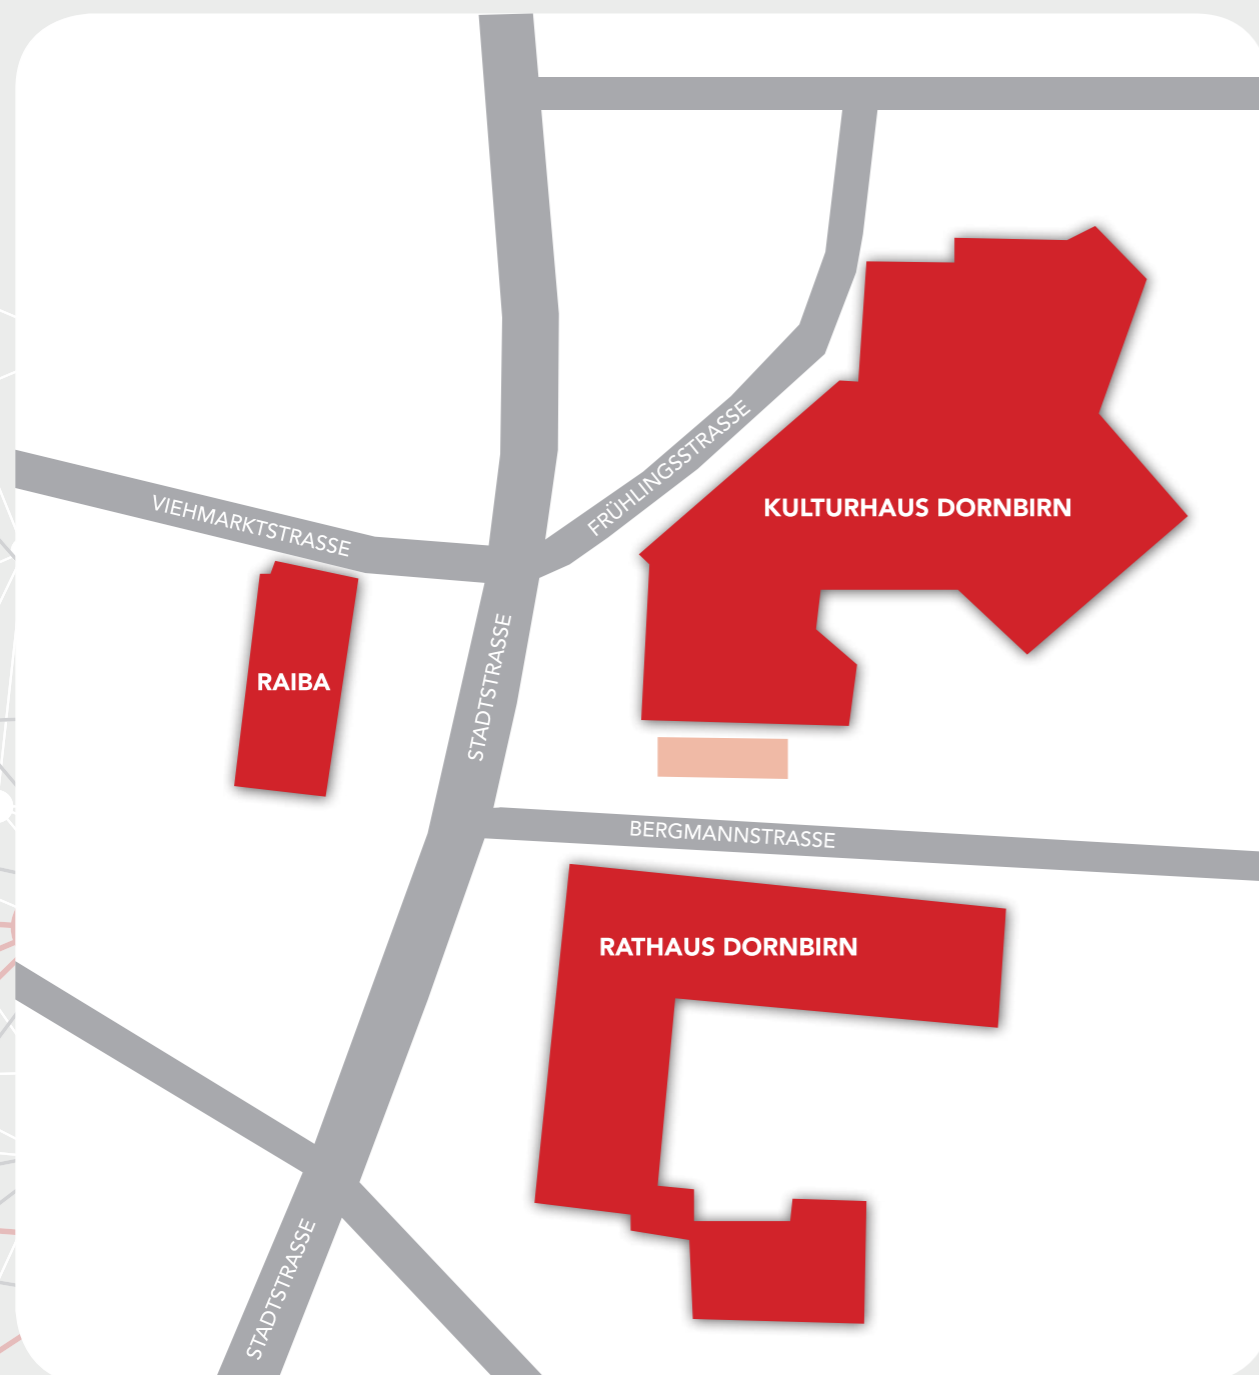 FRÜHLINGSSTRASSE
VIEHMARKTSTRASSE
KULTURHAUS DORNBIRN
STADTSTRASSE
RAIBA
BERGMANNSTRASSE
RATHAUS DORNBIRN
STADTSTRASSE